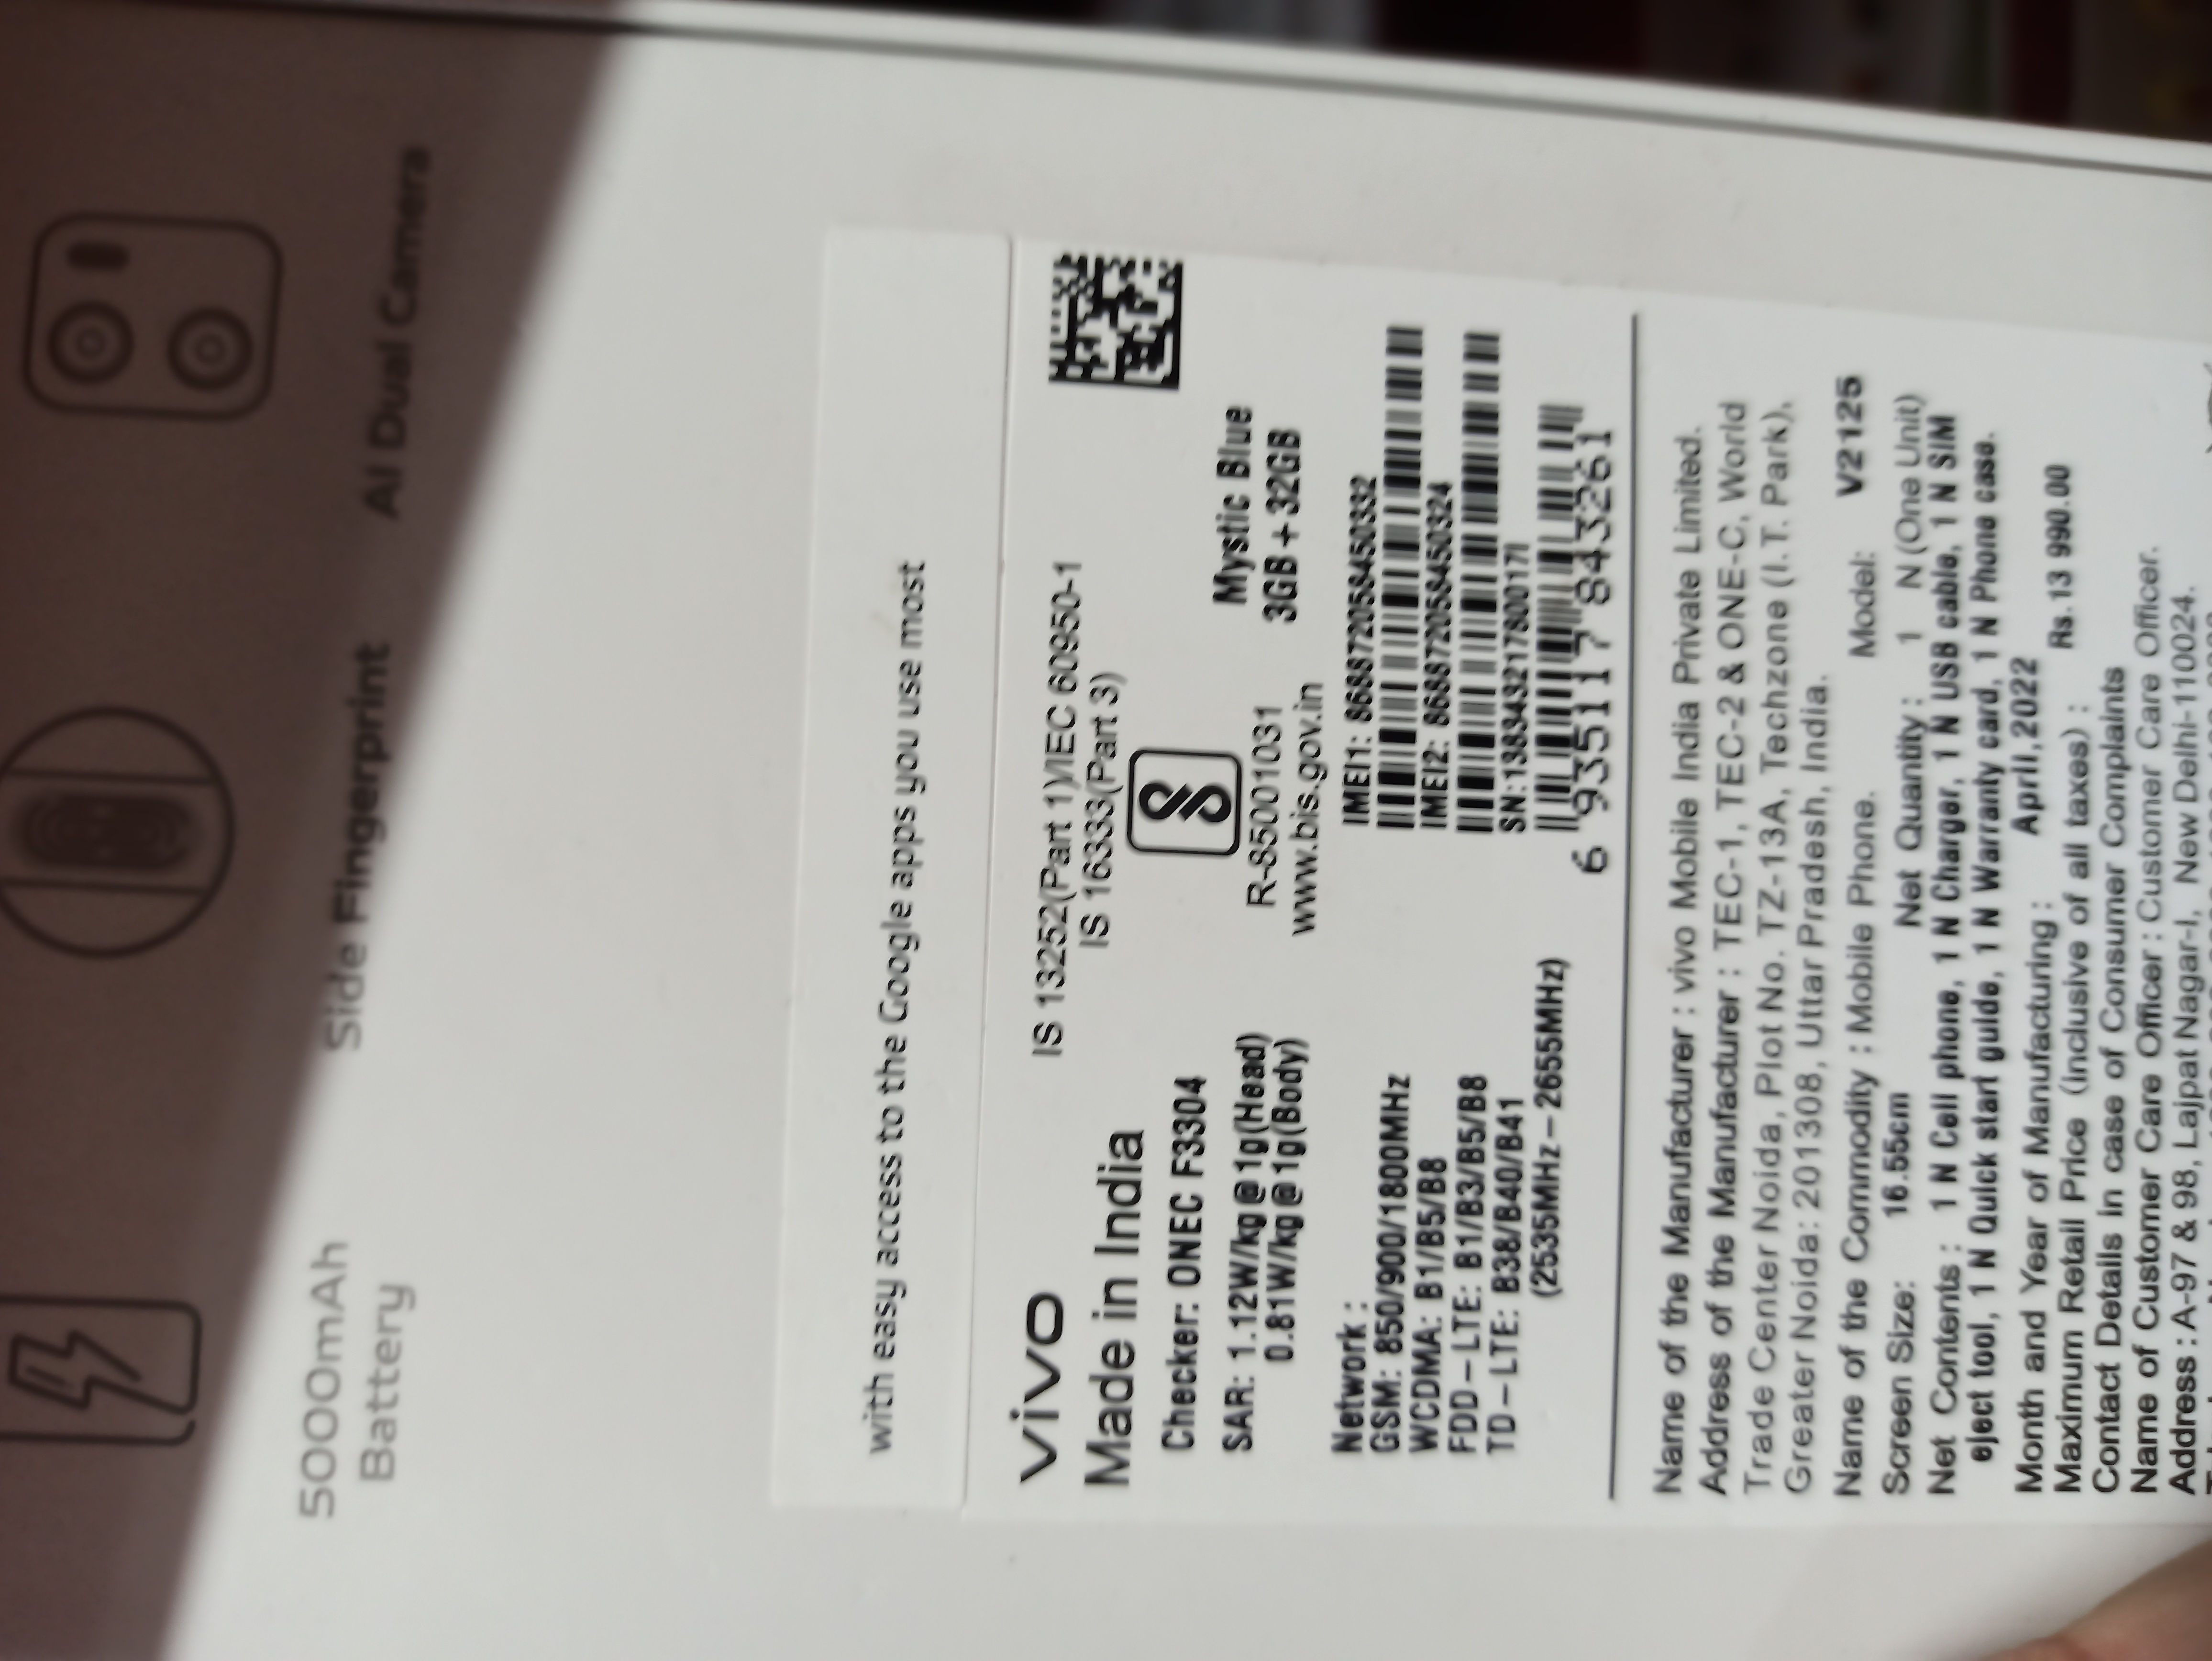 5000mAh
Battery
Side Fingerprint
AI Dual Camera
with easy access to the Google apps you use most
vivo
Made in India
Checker: ONEC F3304
SAR: 1.12W/kg@1g(Head)
0.81W/kg@1g(Body)
IS 13252(Part 1)/IEC 60950-1
IS 16333(Part 3)
R-85001031
www.bis.gov.in
Mystic Blue
3GB+32GB
Network :
GSM: 850/900/1800MHz
WCDMA: B1/B5/B8
FDD-LTE: B1/B3/B5/B8
TD-LTE: B38/B40/B41
(2535MHz-2655MHz)
IMEI1: 868872058450332
IMEI2: 868872058450324
SN:13834321780017I
6 935117 843261
Name of the Manufacturer : vivo Mobile India Private Limited.
Address of the Manufacturer : TEC-1, TEC-2 & ONE-C, World
Trade Center Noida, Plot No. TZ-13A, Techzone (I.T. Park),
Greater Noida: 201308, Uttar Pradesh, India.
Name of the Commodity : Mobile Phone. Model: V2125
Screen Size: 16.55cm Net Quantity : 1 N (One Unit)
Net Contents : 1 N Cell phone, 1 N Charger, 1 N USB cable, 1 N SIM
eject tool, 1 N Quick start guide, 1 N Warranty card, 1 N Phone case.
Month and Year of Manufacturing : April,2022
Maximum Retail Price (inclusive of all taxes) : Rs.13 990.00
Contact Details in case of Consumer Complaints
Name of Customer Care Officer : Customer Care Officer.
Address : A-97 & 98, Lajpat Nagar-I, New Delhi-110024.